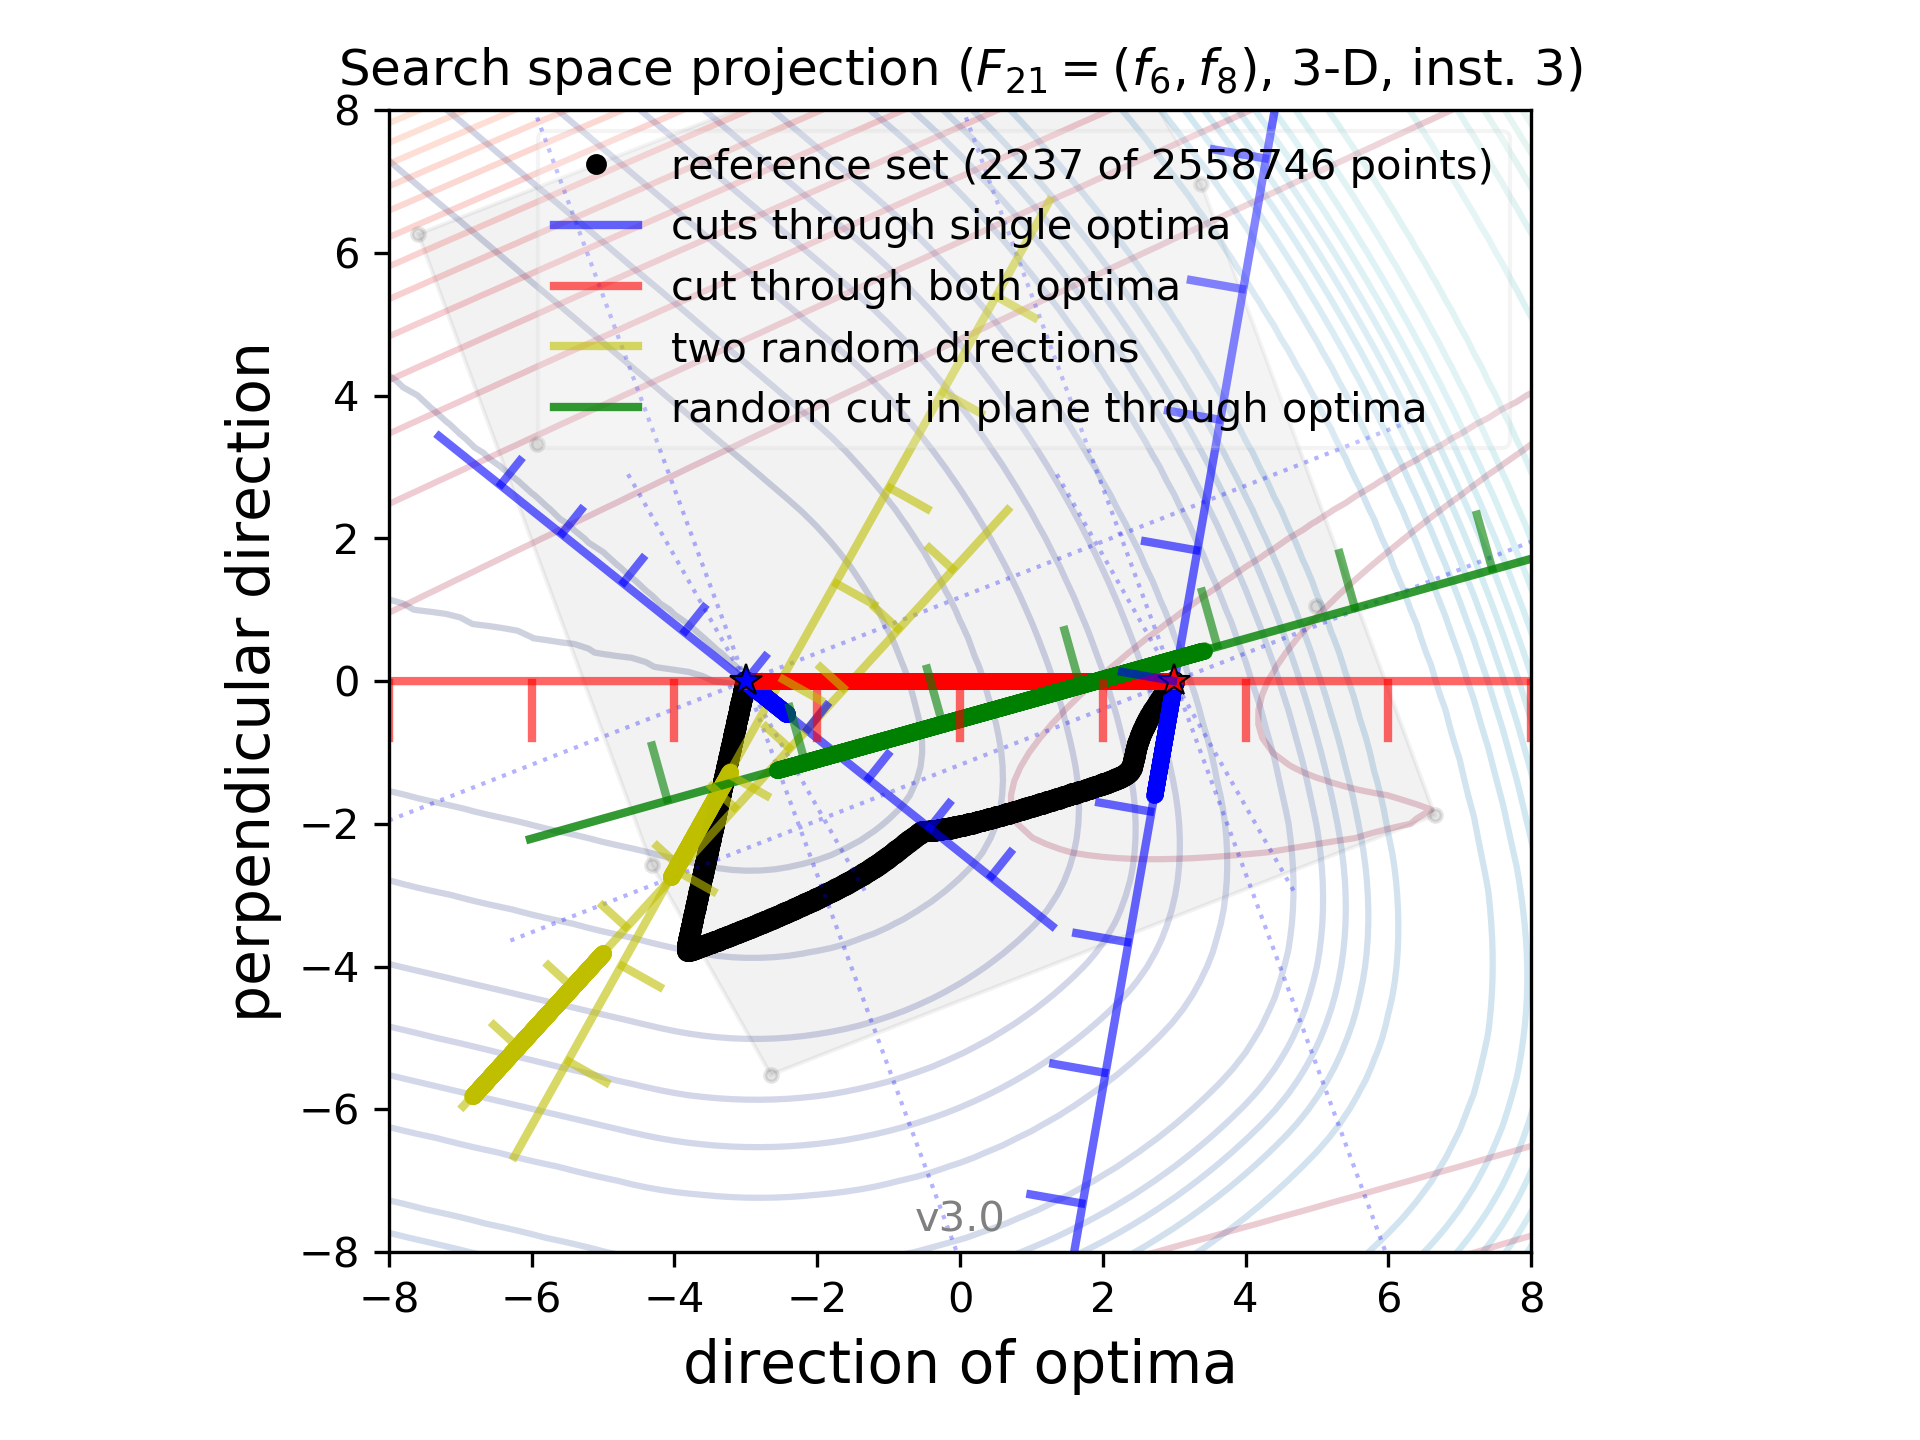 Search space projection (F21 = (f6, f8), 3-D, inst. 3)
reference set (2237 of 2558746 points)
cuts through single optima
cut through both optima
two random directions
random cut in plane through optima
8
6
4
2
0
−2
−4
−6
−8
perpendicular direction
v3.0
−8 −6 −4 −2 0 2 4 6 8
direction of optima